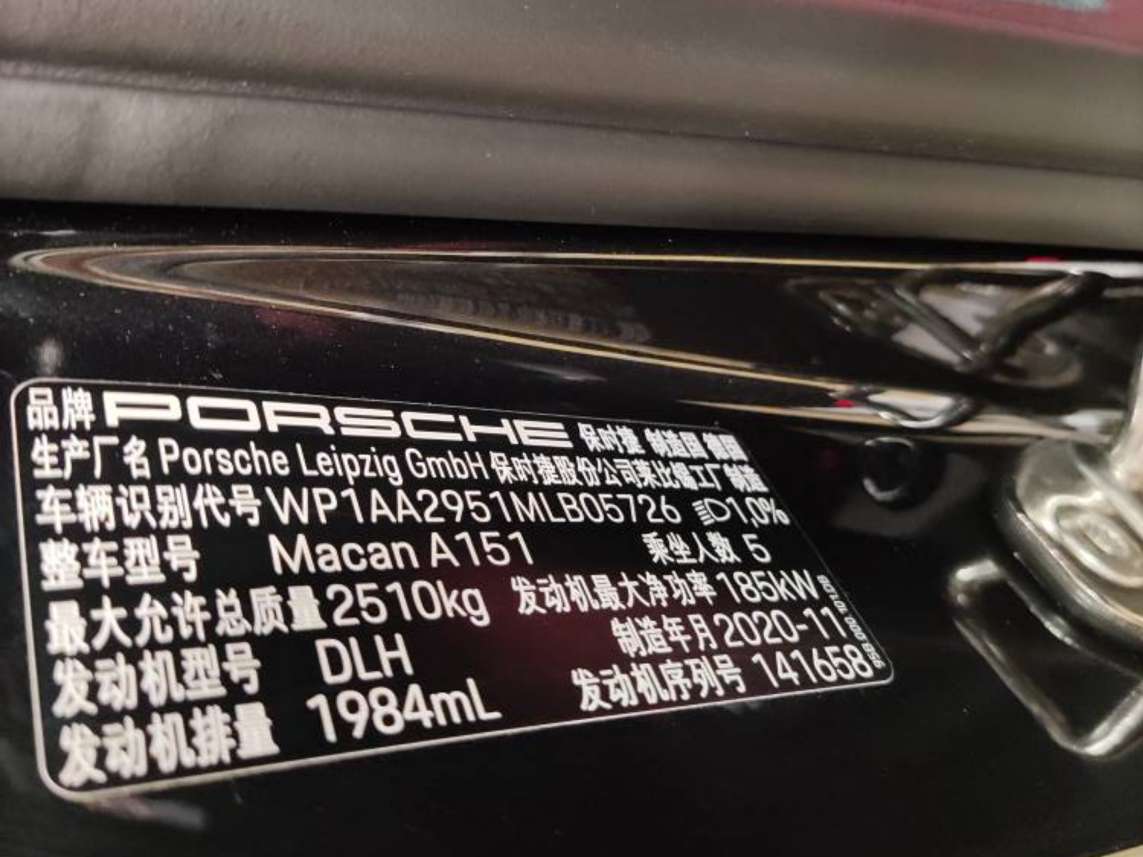 品牌 PORSCHE 保时捷 制造国 德国
生产厂名 Porsche Leipzig GmbH 保时捷股份公司莱比锡工厂制造
车辆识别代号 WP1AA2951MLB05726 1,0%
整车型号 Macan A151 乘坐人数 5
最大允许总质量 2510kg 发动机最大净功率 185kW
发动机型号 DLH 制造年月 2020-11
发动机排量 1984mL 发动机序列号 141658